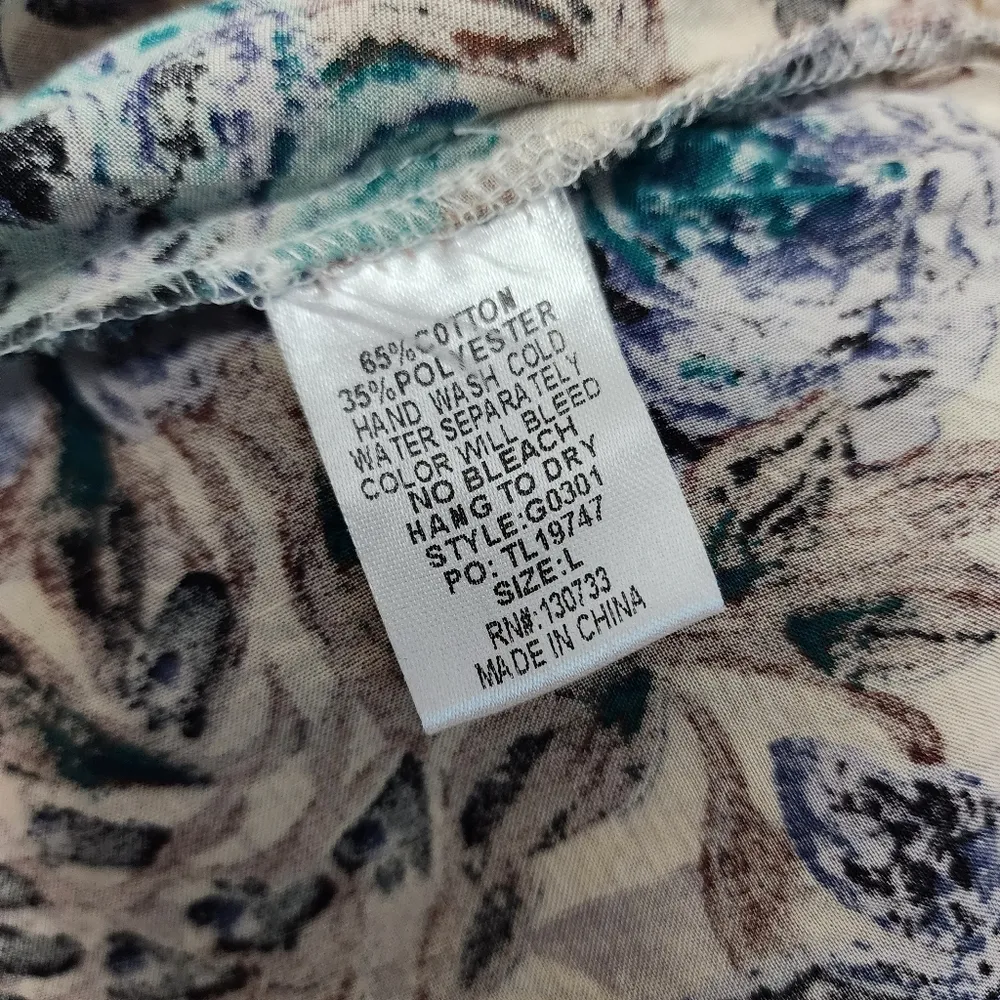 65%COTTON
35%POLYESTER
HAND WASH COLD
WATER SEPARATELY
COLOR WILL BLEED
NO BLEACH
HANG TO DRY
STYLE:G0301
PO: TL19747
SIZE:L
RN#:130733
MADE IN CHINA